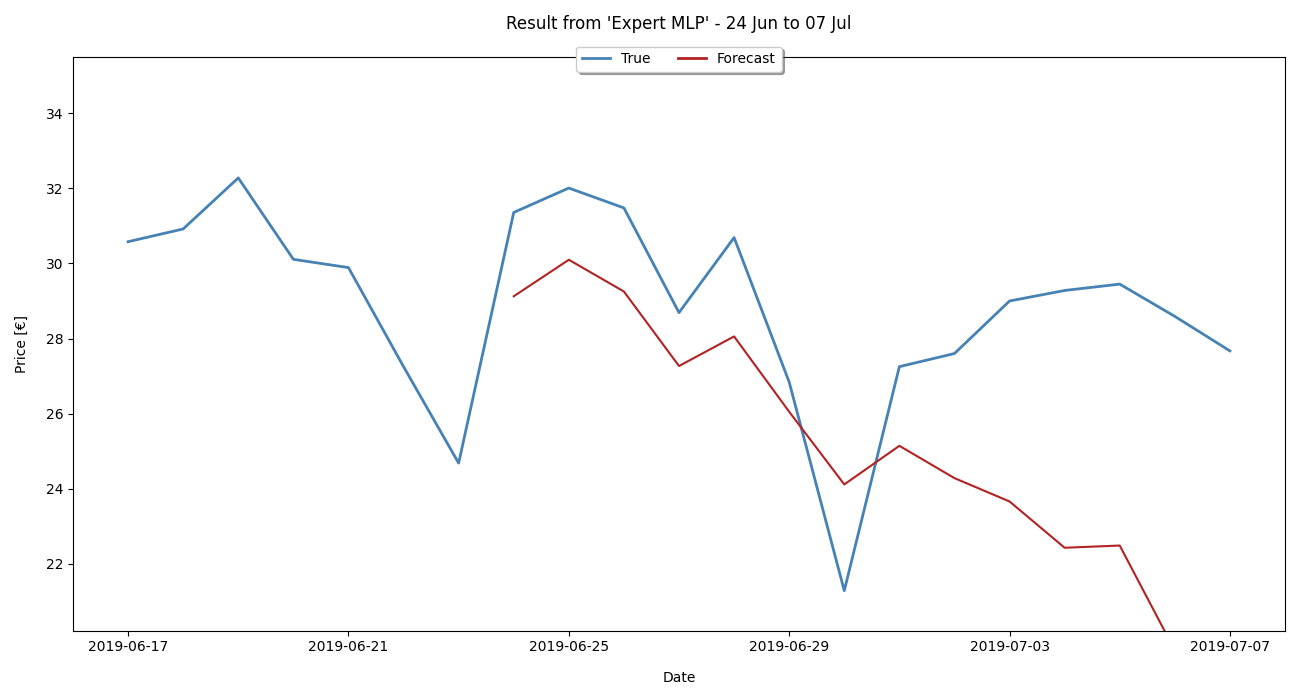 Result from 'Expert MLP' - 24 Jun to 07 Jul
True Forecast
34
32
30
28
26
24
22
Price [€]
2019-06-17 2019-06-21 2019-06-25 2019-06-29 2019-07-03 2019-07-07
Date